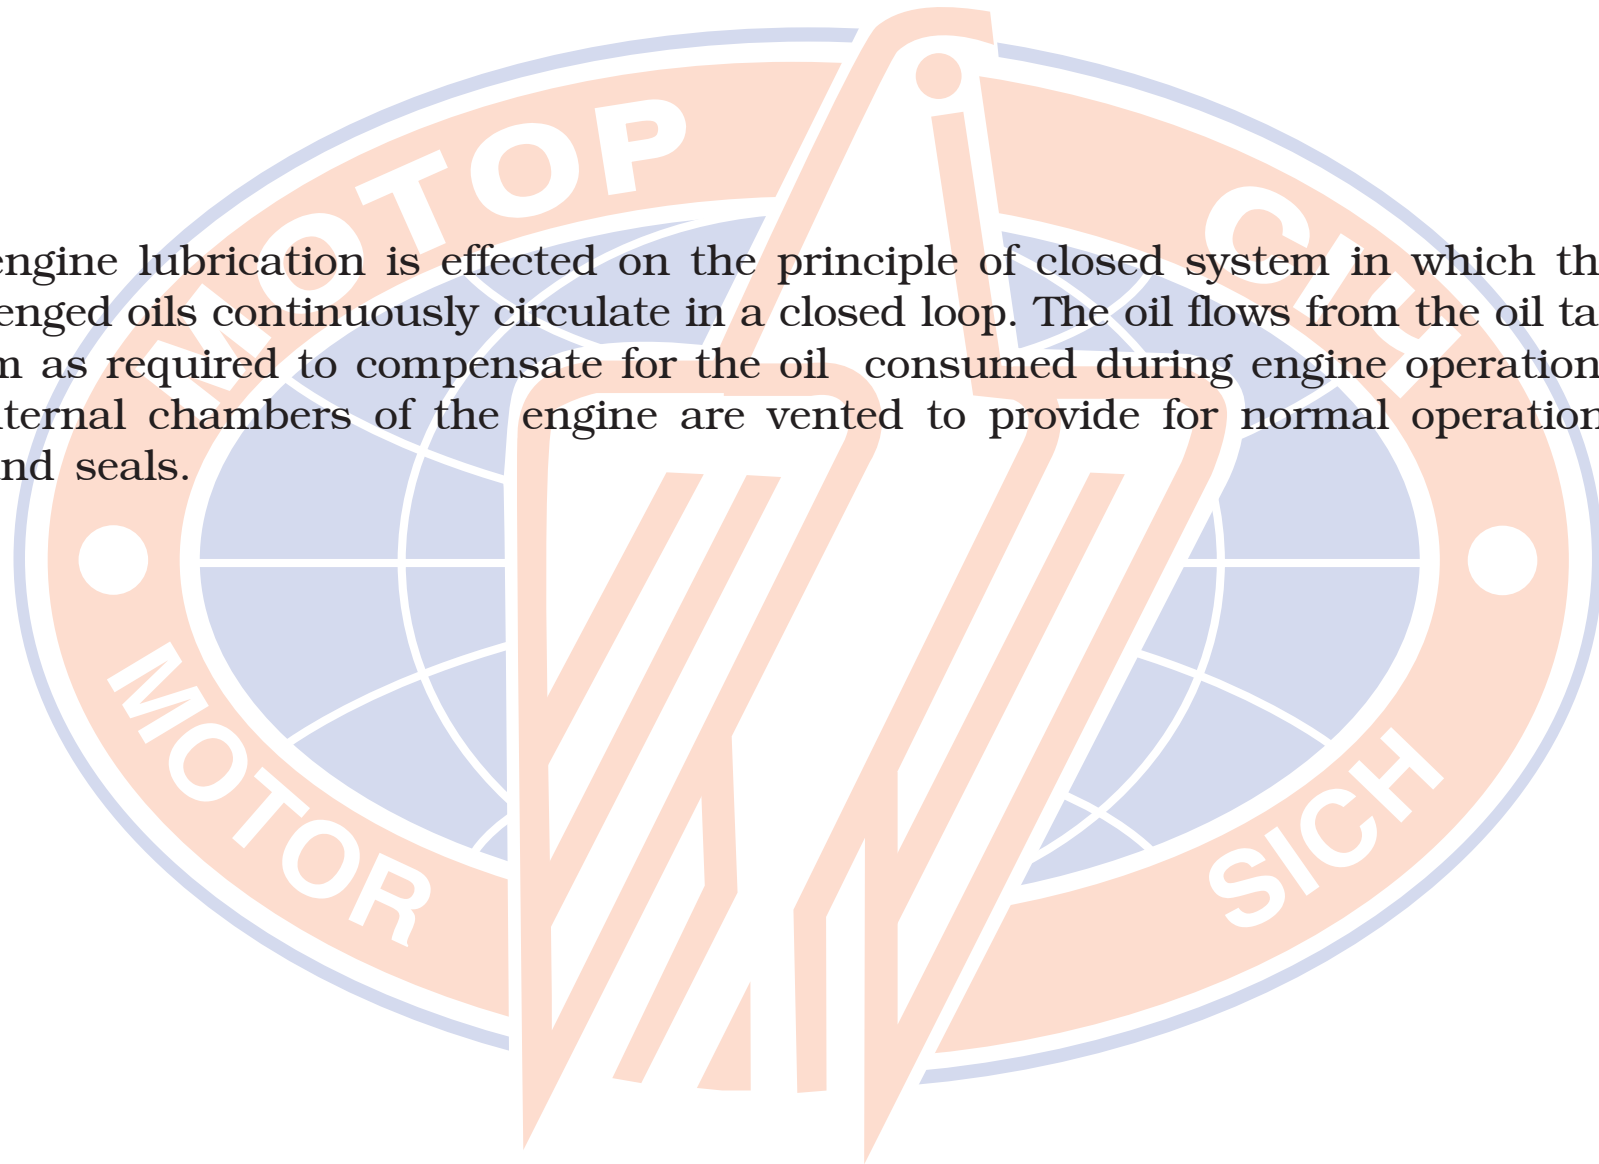 МОТОР СІЧ
engine lubrication is effected on the principle of closed system in which th
enged oils continuously circulate in a closed loop. The oil flows from the oil ta
m as required to compensate for the oil consumed during engine operation
ternal chambers of the engine are vented to provide for normal operation
nd seals.
MOTOR SICH